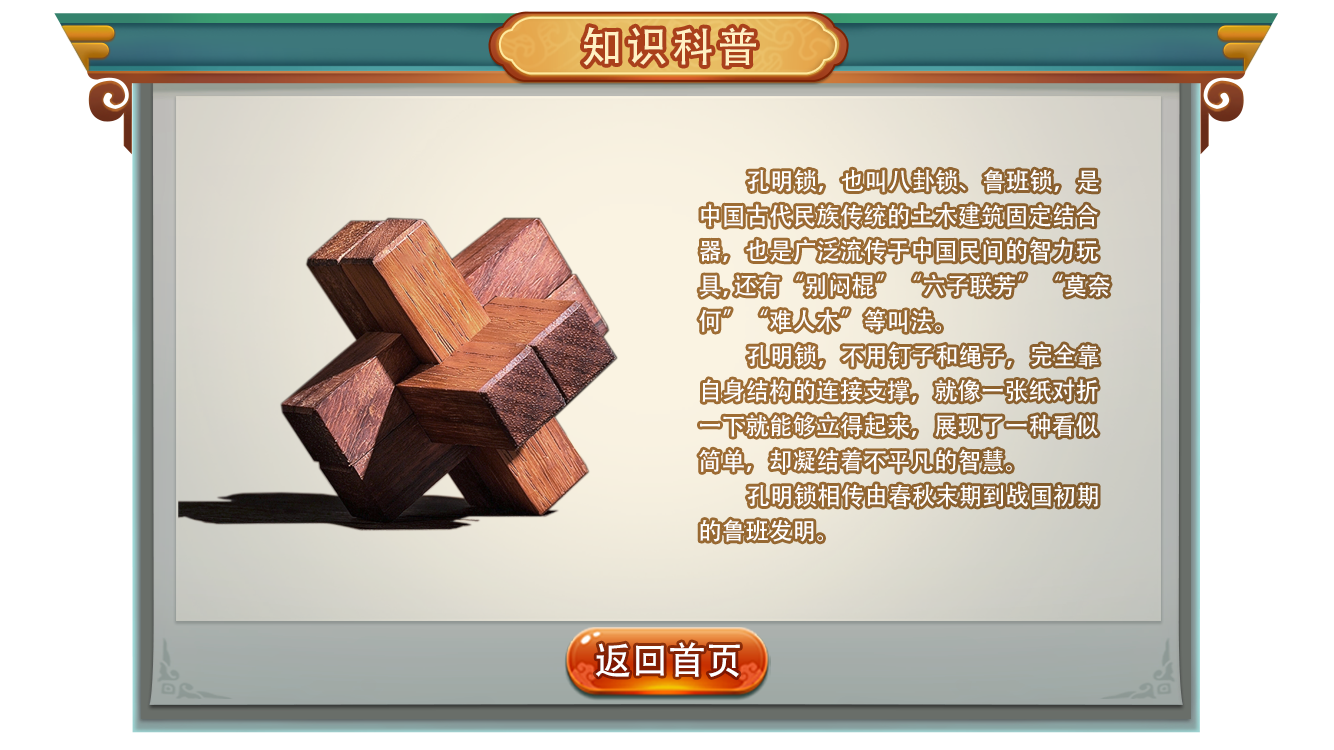 知识科普
孔明锁，也叫八卦锁、鲁班锁，是
中国古代民族传统的土木建筑固定结合
器，也是广泛流传于中国民间的智力玩
具，还有“别闷棍”“六子联芳”“莫奈
何”“难人木”等叫法。
孔明锁，不用钉子和绳子，完全靠
自身结构的连接支撑，就像一张纸对折
一下就能够立得起来，展现了一种看似
简单，却凝结着不平凡的智慧。
孔明锁相传由春秋末期到战国初期
的鲁班发明。
返回首页